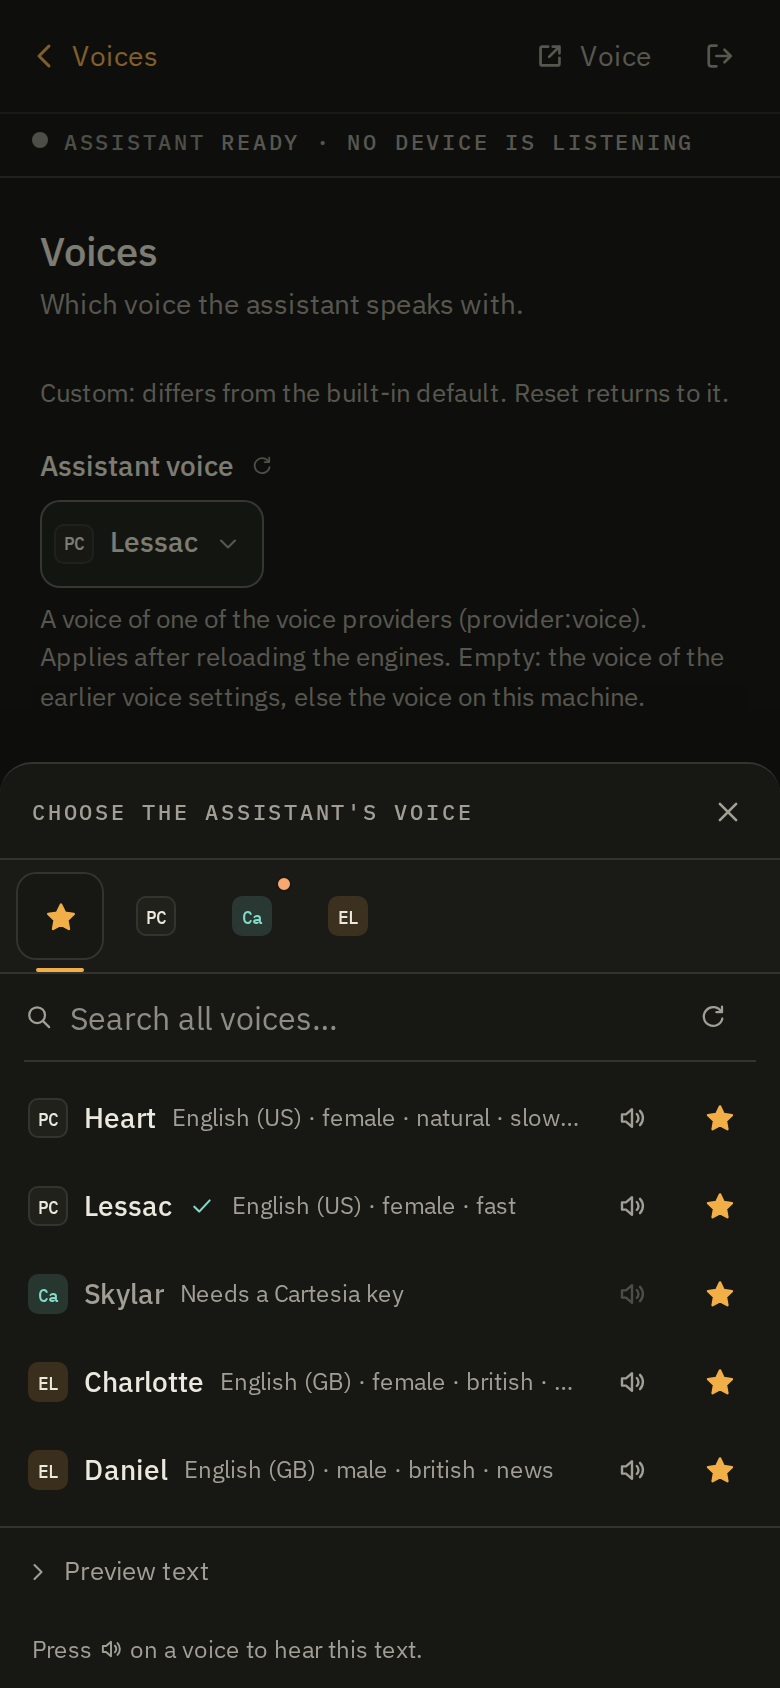 Voices
Voice
ASSISTANT READY · NO DEVICE IS LISTENING
Voices
Which voice the assistant speaks with.
Custom: differs from the built-in default. Reset returns to it.
Assistant voice
PC Lessac
A voice of one of the voice providers (provider:voice).
Applies after reloading the engines. Empty: the voice of the
earlier voice settings, else the voice on this machine.
CHOOSE THE ASSISTANT'S VOICE
PC Ca EL
Search all voices...
PC Heart English (US) · female · natural · slow...
PC Lessac English (US) · female · fast
Ca Skylar Needs a Cartesia key
EL Charlotte English (GB) · female · british · ...
EL Daniel English (GB) · male · british · news
Preview text
Press on a voice to hear this text.